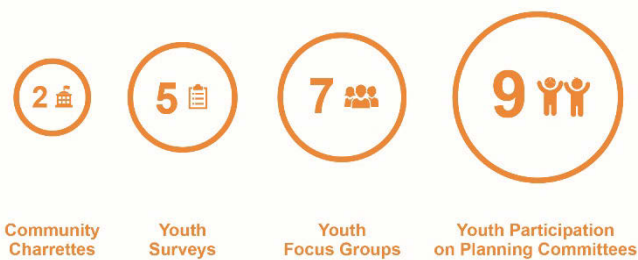 2
5
7
9
Community
Charrettes
Youth
Surveys
Youth
Focus Groups
Youth Participation
on Planning Committees